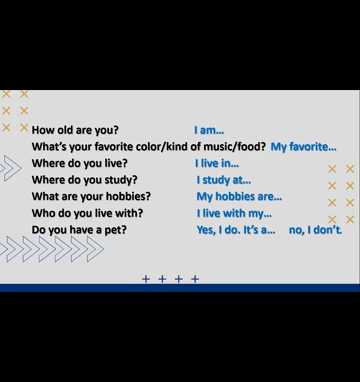 How old are you? I am...
What's your favorite color/kind of music/food? My favorite...
Where do you live? I live in...
Where do you study? I study at...
What are your hobbies? My hobbies are...
Who do you live with? I live with my...
Do you have a pet? Yes, I do. It's a... no, I don't.